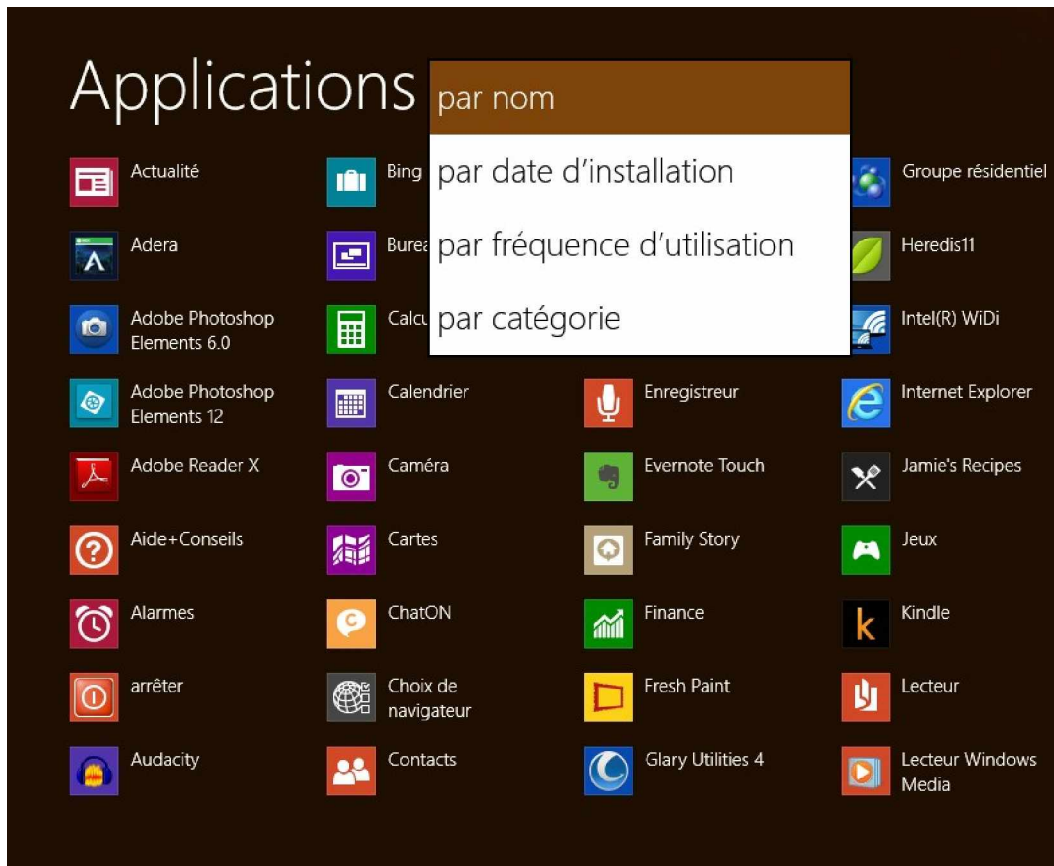 Applications
par nom
par date d'installation
par fréquence d'utilisation
par catégorie
Actualité
Adera
Adobe Photoshop
Elements 6.0
Adobe Photoshop
Elements 12
Adobe Reader X
Aide+Conseils
Alarmes
arrêter
Audacity
Bing
Calendrier
Caméra
Cartes
ChatON
Choix de
navigateur
Contacts
Enregistreur
Evernote Touch
Family Story
Finance
Fresh Paint
Glary Utilities 4
Groupe résidentiel
Heredis11
Intel(R) WiDi
Internet Explorer
Jamie's Recipes
Jeux
Kindle
Lecteur
Lecteur Windows
Media